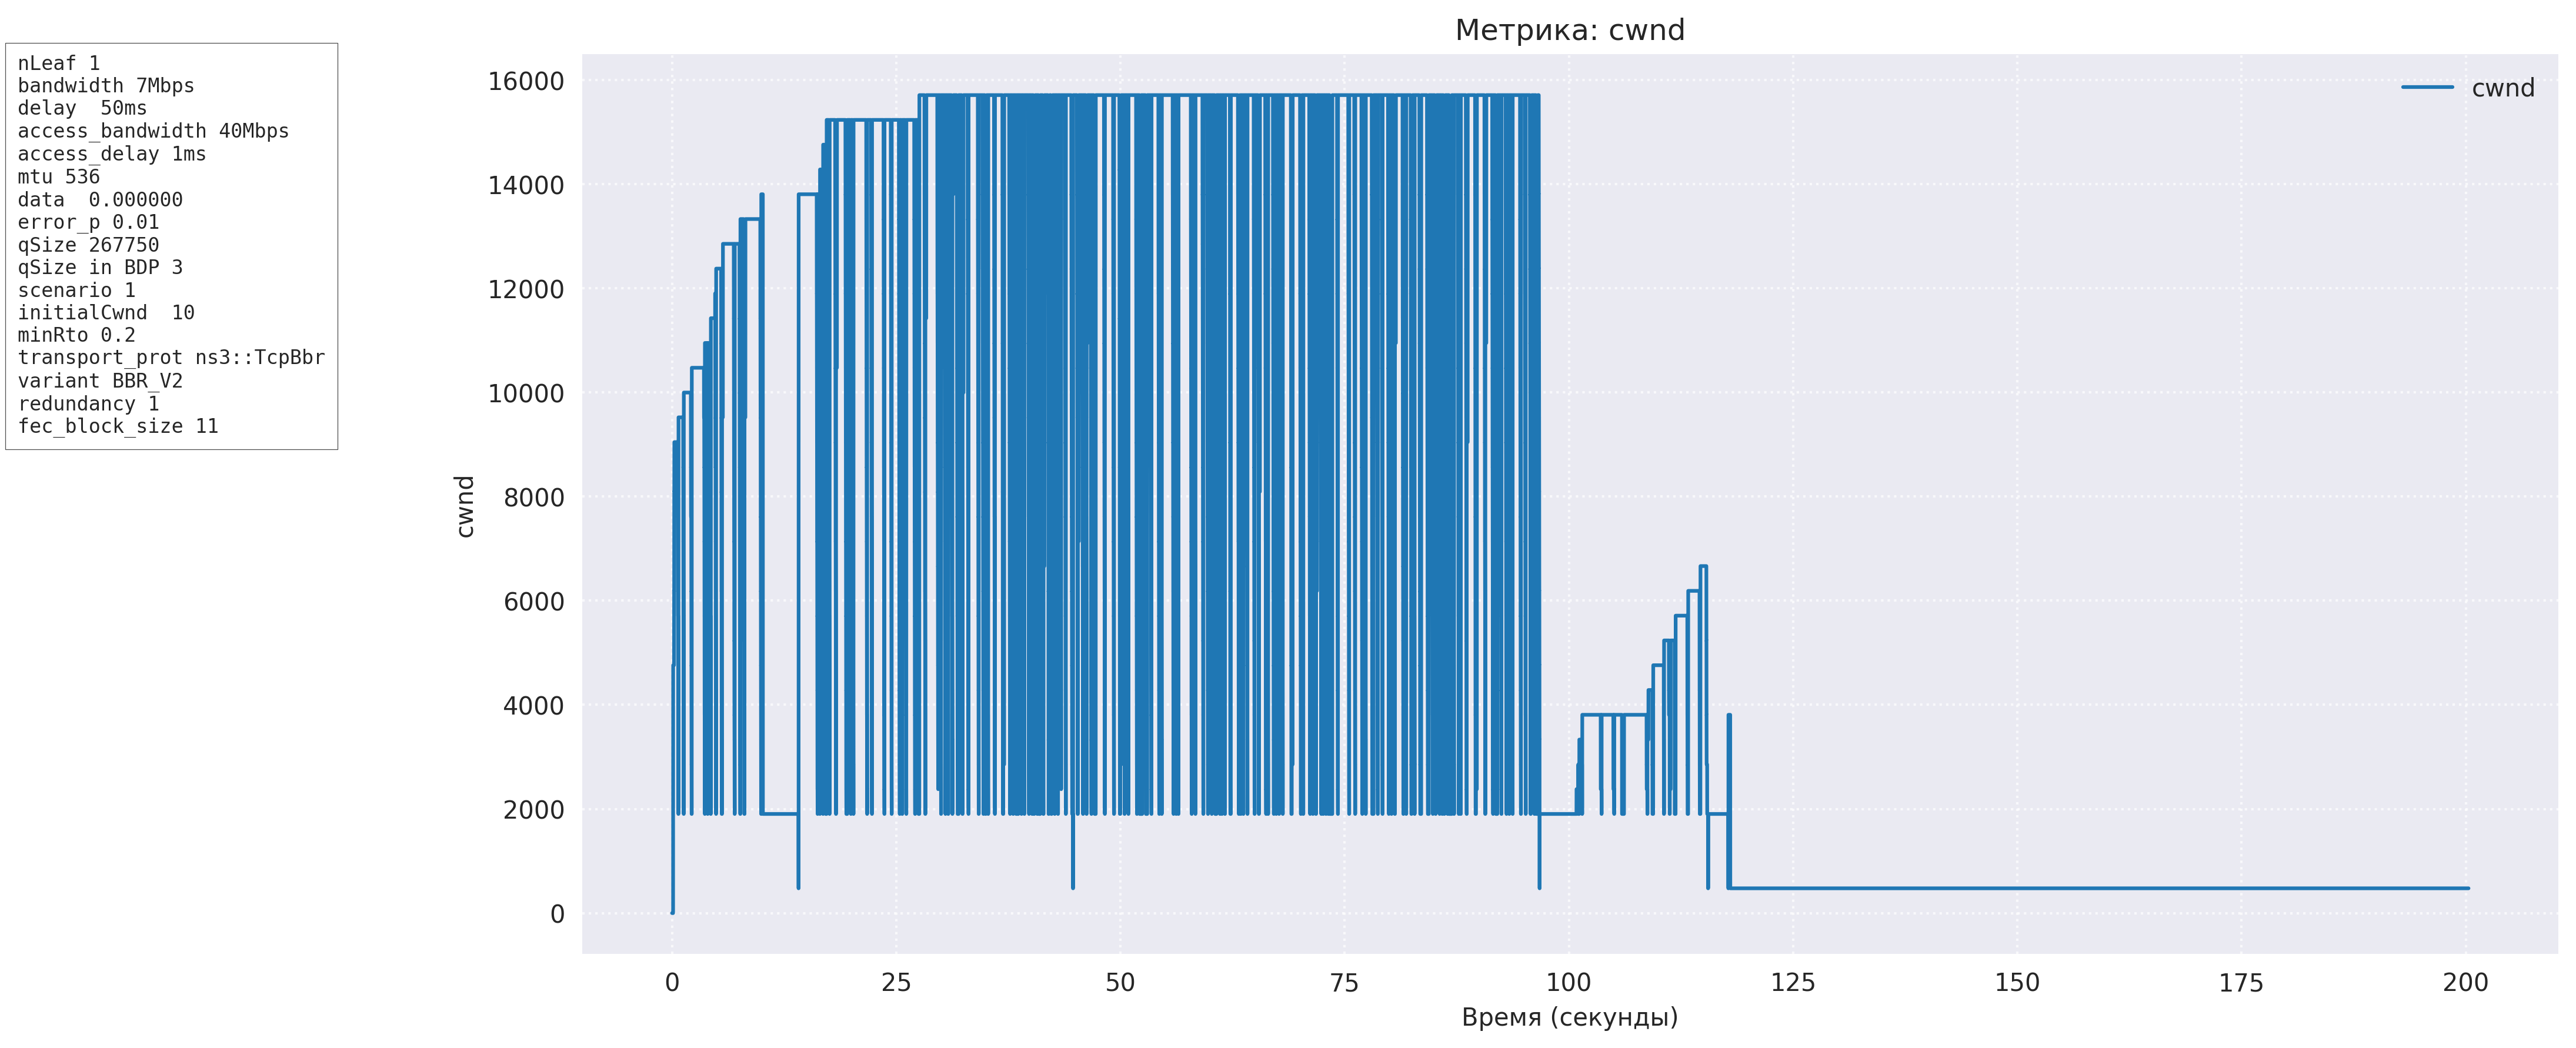 Метрика: cwnd
nLeaf 1
bandwidth 7Mbps
delay  50ms
access_bandwidth 40Mbps
access_delay 1ms
mtu 536
data  0.000000
error_p 0.01
qSize 267750
qSize in BDP 3
scenario 1
initialCwnd  10
minRto 0.2
transport_prot ns3::TcpBbr
variant BBR_V2
redundancy 1
fec_block_size 11
cwnd
16000
14000
12000
10000
8000
6000
4000
2000
0
cwnd
0 25 50 75 100 125 150 175 200
Время (секунды)